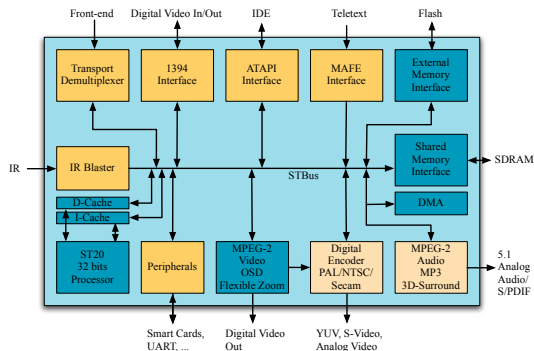 Front-end
Digital Video In/Out
IDE
Teletext
Flash
Transport
Demultiplexer
1394
Interface
ATAPI
Interface
MAFE
Interface
External
Memory
Interface
IR
IR Blaster
STBus
Shared
Memory
Interface
SDRAM
D-Cache
I-Cache
DMA
ST20
32 bits
Processor
Peripherals
MPEG-2
Video
OSD
Flexible Zoom
Digital
Encoder
PAL/NTSC/
Secam
MPEG-2
Audio
MP3
3D-Surround
5.1
Analog
Audio/
S/PDIF
Smart Cards,
UART, ...
Digital Video
Out
YUV, S-Video,
Analog Video